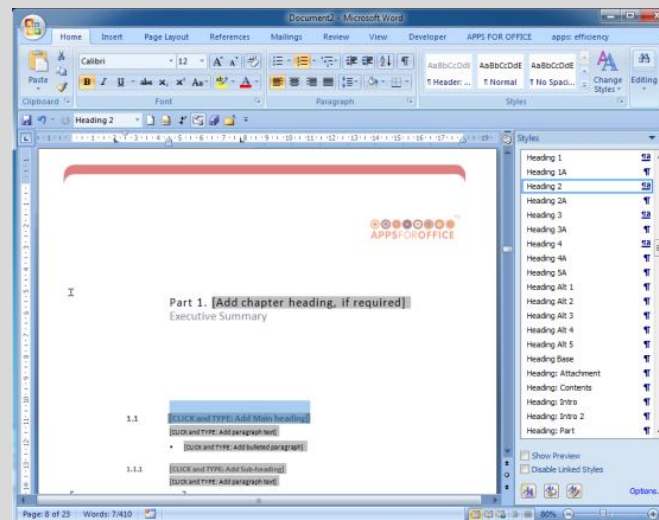 Document2 - Microsoft Word
Home Insert Page Layout References Mailings Review View Developer APPS FOR OFFICE apps: efficiency
Paste
Calibri 12
AaBbCcDdE AaBbCcDdE
¶ Header: ... ¶ Normal ¶ No Spaci...
Change Styles
Editing
Clipboard Font Paragraph Styles
Heading 2
Styles
Heading 1
Heading 1A
Heading 2
Heading 2A
Heading 3
Heading 3A
Heading 4
Heading 4A
Heading 5A
Heading Alt 1
Heading Alt 2
Heading Alt 3
Heading Alt 4
Heading Alt 5
Heading Base
Heading: Attachment
Heading: Contents
Heading: Intro
Heading: Intro 2
Heading: Part
Show Preview
Disable Linked Styles
Options...
APPSFOROFFICE
Part 1. [Add chapter heading, if required]
Executive Summary
1.1 [CLICK and TYPE: Add Main heading]
[CLICK and TYPE: Add paragraph text]
• [CLICK and TYPE: Add bulleted paragraph]
1.1.1 [CLICK and TYPE: Add Sub-heading]
[CLICK and TYPE: Add paragraph text]
Page: 8 of 23 Words: 7/410 80%